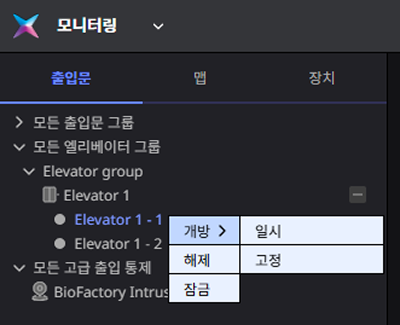 모니터링
출입문 맵 장치
모든 출입문 그룹
모든 엘리베이터 그룹
Elevator group
Elevator 1
Elevator 1 - 1
개방 일시
Elevator 1 - 2
해제 고정
모든 고급 출입 통제
잠금
BioFactory Intrus